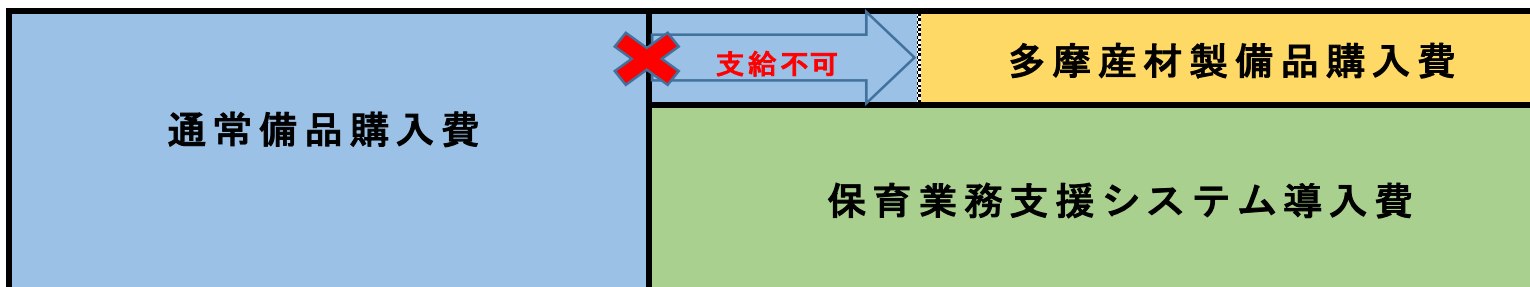 通常備品購入費
支給不可
多摩産材製備品購入費
保育業務支援システム導入費